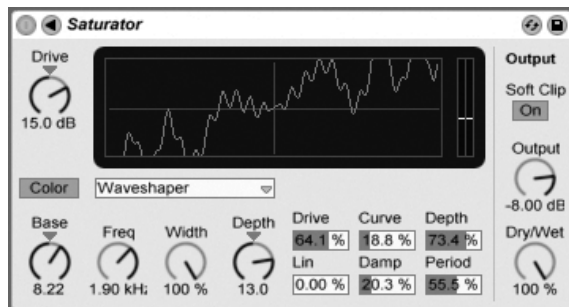 Saturator
Drive
15.0 dB
Output
Soft Clip
On
Output
-8.00 dB
Color
Waveshaper
Base
8.22
Freq
1.90 kHz
Width
100 %
Depth
13.0
Drive
64.1 %
Curve
18.8 %
Depth
73.4 %
Lin
0.00 %
Damp
20.3 %
Period
55.5 %
Dry/Wet
100 %